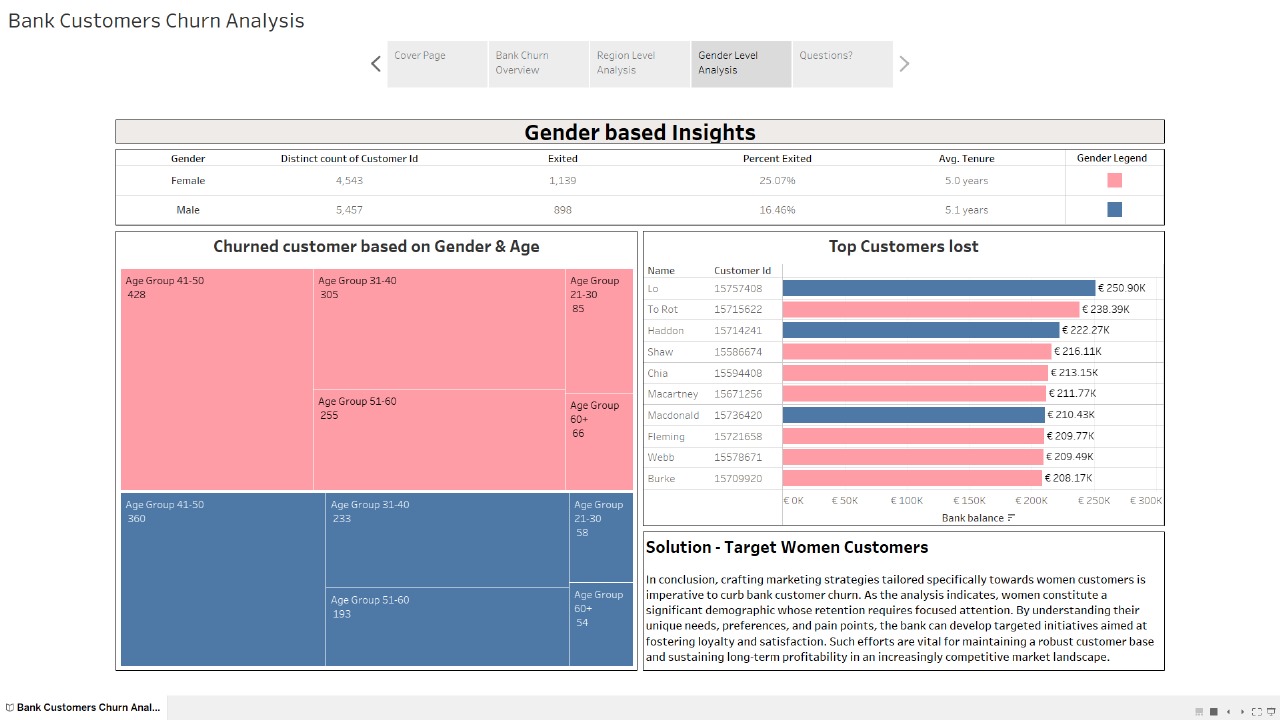 Bank Customers Churn Analysis
Cover Page
Bank Churn
Overview
Region Level
Analysis
Gender Level
Analysis
Questions?
Gender based Insights
Gender Distinct count of Customer Id Exited Percent Exited Avg. Tenure Gender Legend
Female 4,543 1,139 25.07% 5.0 years
Male 5,457 898 16.46% 5.1 years
Churned customer based on Gender & Age
Age Group 41-50
428
Age Group 31-40
305
Age Group
21-30
85
Age Group 51-60
255
Age Group
60+
66
Age Group 41-50
360
Age Group 31-40
233
Age Group
21-30
58
Age Group 51-60
193
Age Group
60+
54
Top Customers lost
Name Customer Id
Lo 15757408 € 250.90K
To Rot 15715622 € 238.39K
Haddon 15714241 € 222.27K
Shaw 15586674 € 216.11K
Chia 15594408 € 213.15K
Macartney 15671256 € 211.77K
Macdonald 15736420 € 210.43K
Fleming 15721658 € 209.77K
Webb 15578671 € 209.49K
Burke 15709920 € 208.17K
€ 0K € 50K € 100K € 150K € 200K € 250K € 300K
Bank balance
Solution - Target Women Customers
In conclusion, crafting marketing strategies tailored specifically towards women customers is
imperative to curb bank customer churn. As the analysis indicates, women constitute a
significant demographic whose retention requires focused attention. By understanding their
unique needs, preferences, and pain points, the bank can develop targeted initiatives aimed at
fostering loyalty and satisfaction. Such efforts are vital for maintaining a robust customer base
and sustaining long-term profitability in an increasingly competitive market landscape.
Bank Customers Churn Anal...